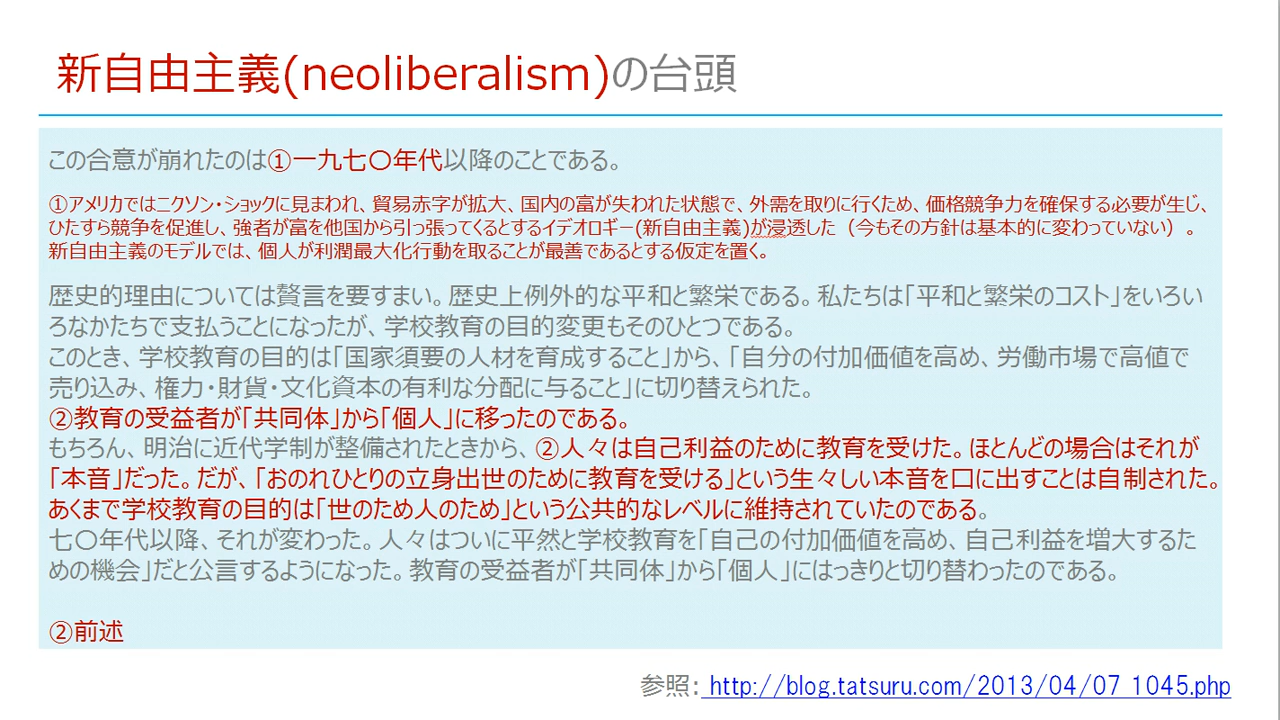 新自由主義(neoliberalism)の台頭
この合意が崩れたのは①一九七〇年代以降のことである。
①アメリカではニクソン・ショックに見まわれ、貿易赤字が拡大、国内の富が失われた状態で、外需を取りに行くため、価格競争力を確保する必要が生じ、
ひたすら競争を促進し、強者が富を他国から引っ張ってくるとするイデオロギー(新自由主義)が浸透した（今もその方針は基本的に変わっていない）。
新自由主義のモデルでは、個人が利潤最大化行動を取ることが最善であるとする仮定を置く。
歴史的理由については贅言を要すまい。歴史上例外的な平和と繁栄である。私たちは「平和と繁栄のコスト」をいろい
ろなかたちで支払うことになったが、学校教育の目的変更もそのひとつである。
このとき、学校教育の目的は「国家須要の人材を育成すること」から、「自分の付加価値を高め、労働市場で高値で
売り込み、権力・財貨・文化資本の有利な分配に与ること」に切り替えられた。
②教育の受益者が「共同体」から「個人」に移ったのである。
もちろん、明治に近代学制が整備されたときから、②人々は自己利益のために教育を受けた。ほとんどの場合はそれが
「本音」だった。だが、「おのれひとりの立身出世のために教育を受ける」という生々しい本音を口に出すことは自制された。
あくまで学校教育の目的は「世のため人のため」という公共的なレベルに維持されていたのである。
七〇年代以降、それが変わった。人々はついに平然と学校教育を「自己の付加価値を高め、自己利益を増大するた
めの機会」だと公言するようになった。教育の受益者が「共同体」から「個人」にはっきりと切り替わったのである。
②前述
参照: http://blog.tatsuru.com/2013/04/07_1045.php